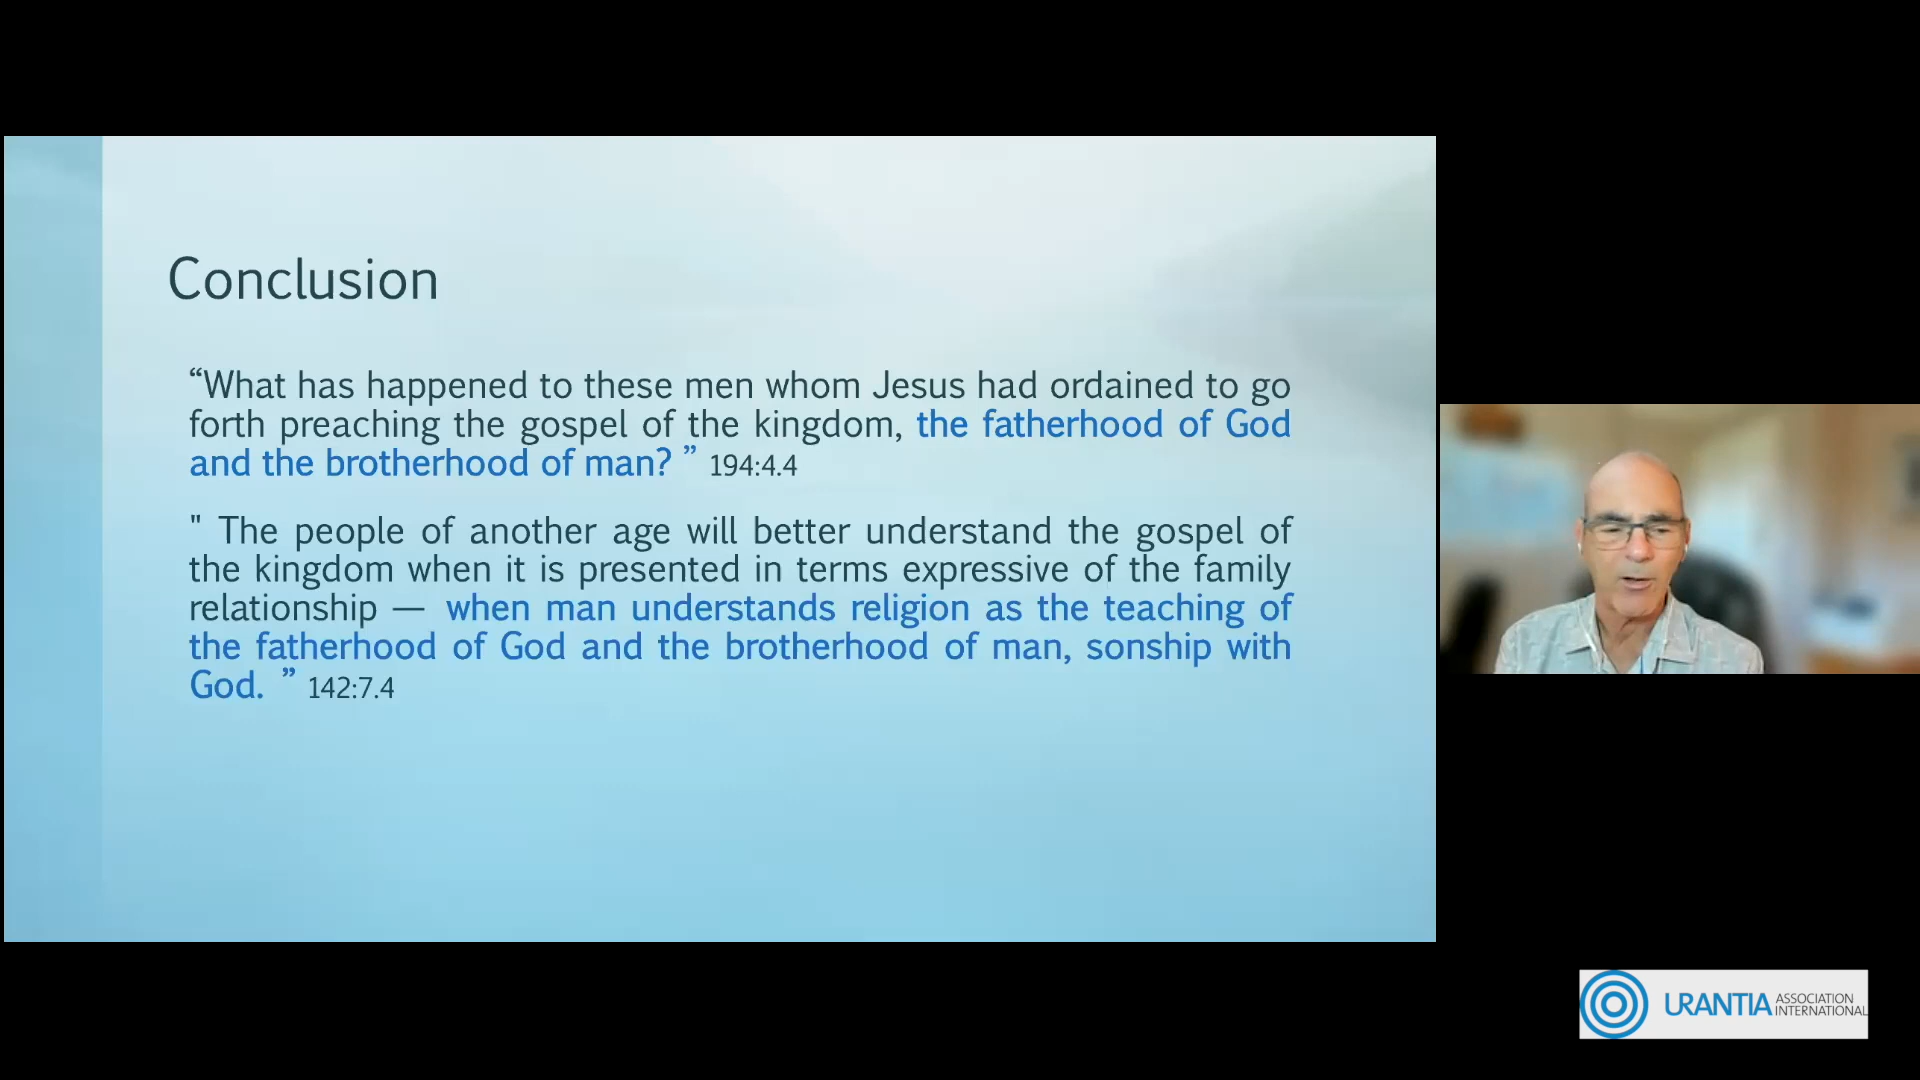 Conclusion
“What has happened to these men whom Jesus had ordained to go
forth preaching the gospel of the kingdom, the fatherhood of God
and the brotherhood of man? ” 194:4.4
" The people of another age will better understand the gospel of
the kingdom when it is presented in terms expressive of the family
relationship — when man understands religion as the teaching of
the fatherhood of God and the brotherhood of man, sonship with
God. ” 142:7.4
URANTIA ASSOCIATION
INTERNATIONAL